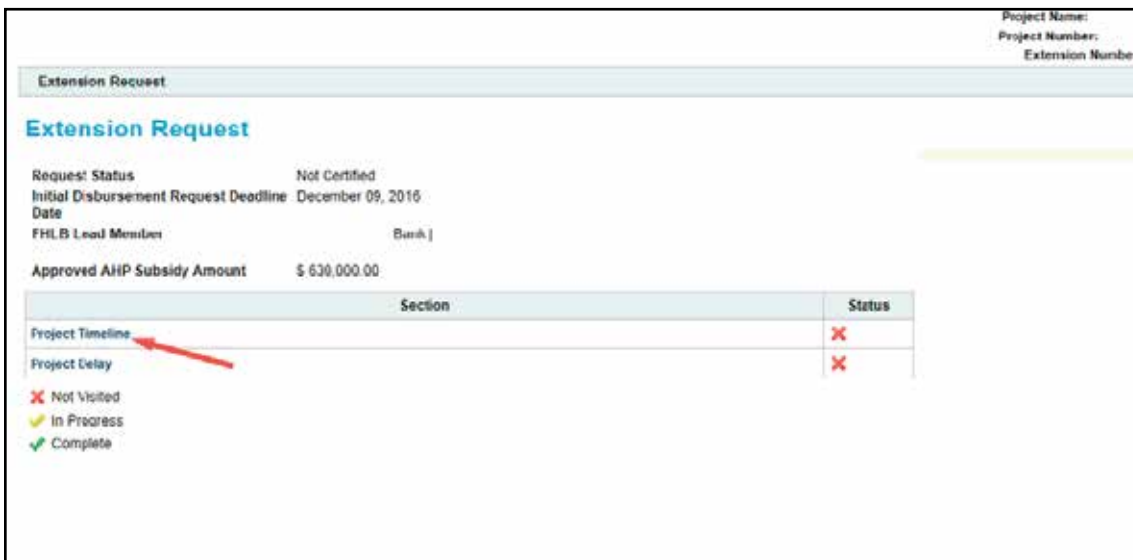 Project Name:
Project Number:
Extension Numbe
Extension Request
Extension Request
Request Status Not Certified
Initial Disbursement Request Deadline December 09, 2016
Date
FHLB Lead Member Bank |
Approved AHP Subsidy Amount $ 630,000.00
Section Status
Project Timeline
Project Delay
Not Visited
In Progress
Complete